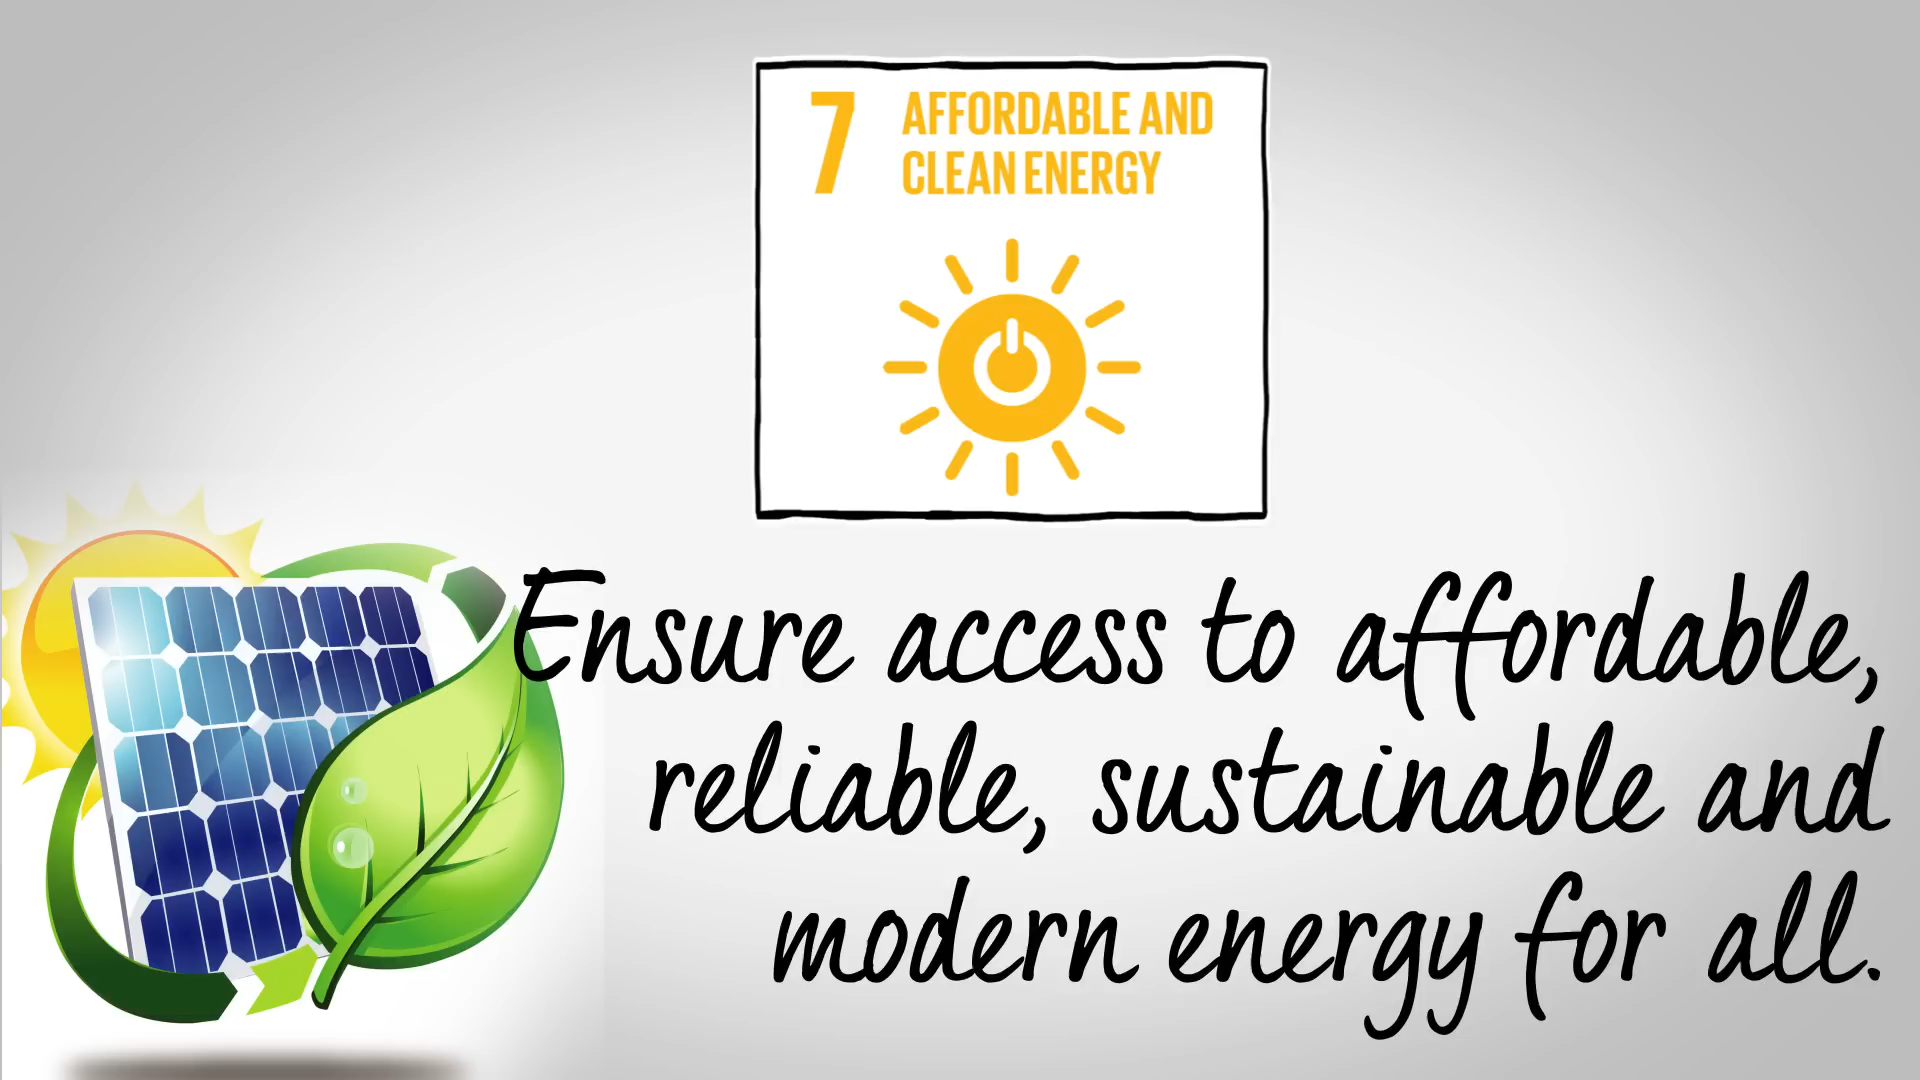 7 AFFORDABLE AND
CLEAN ENERGY
Ensure access to affordable,
reliable, sustainable and
modern energy for all.